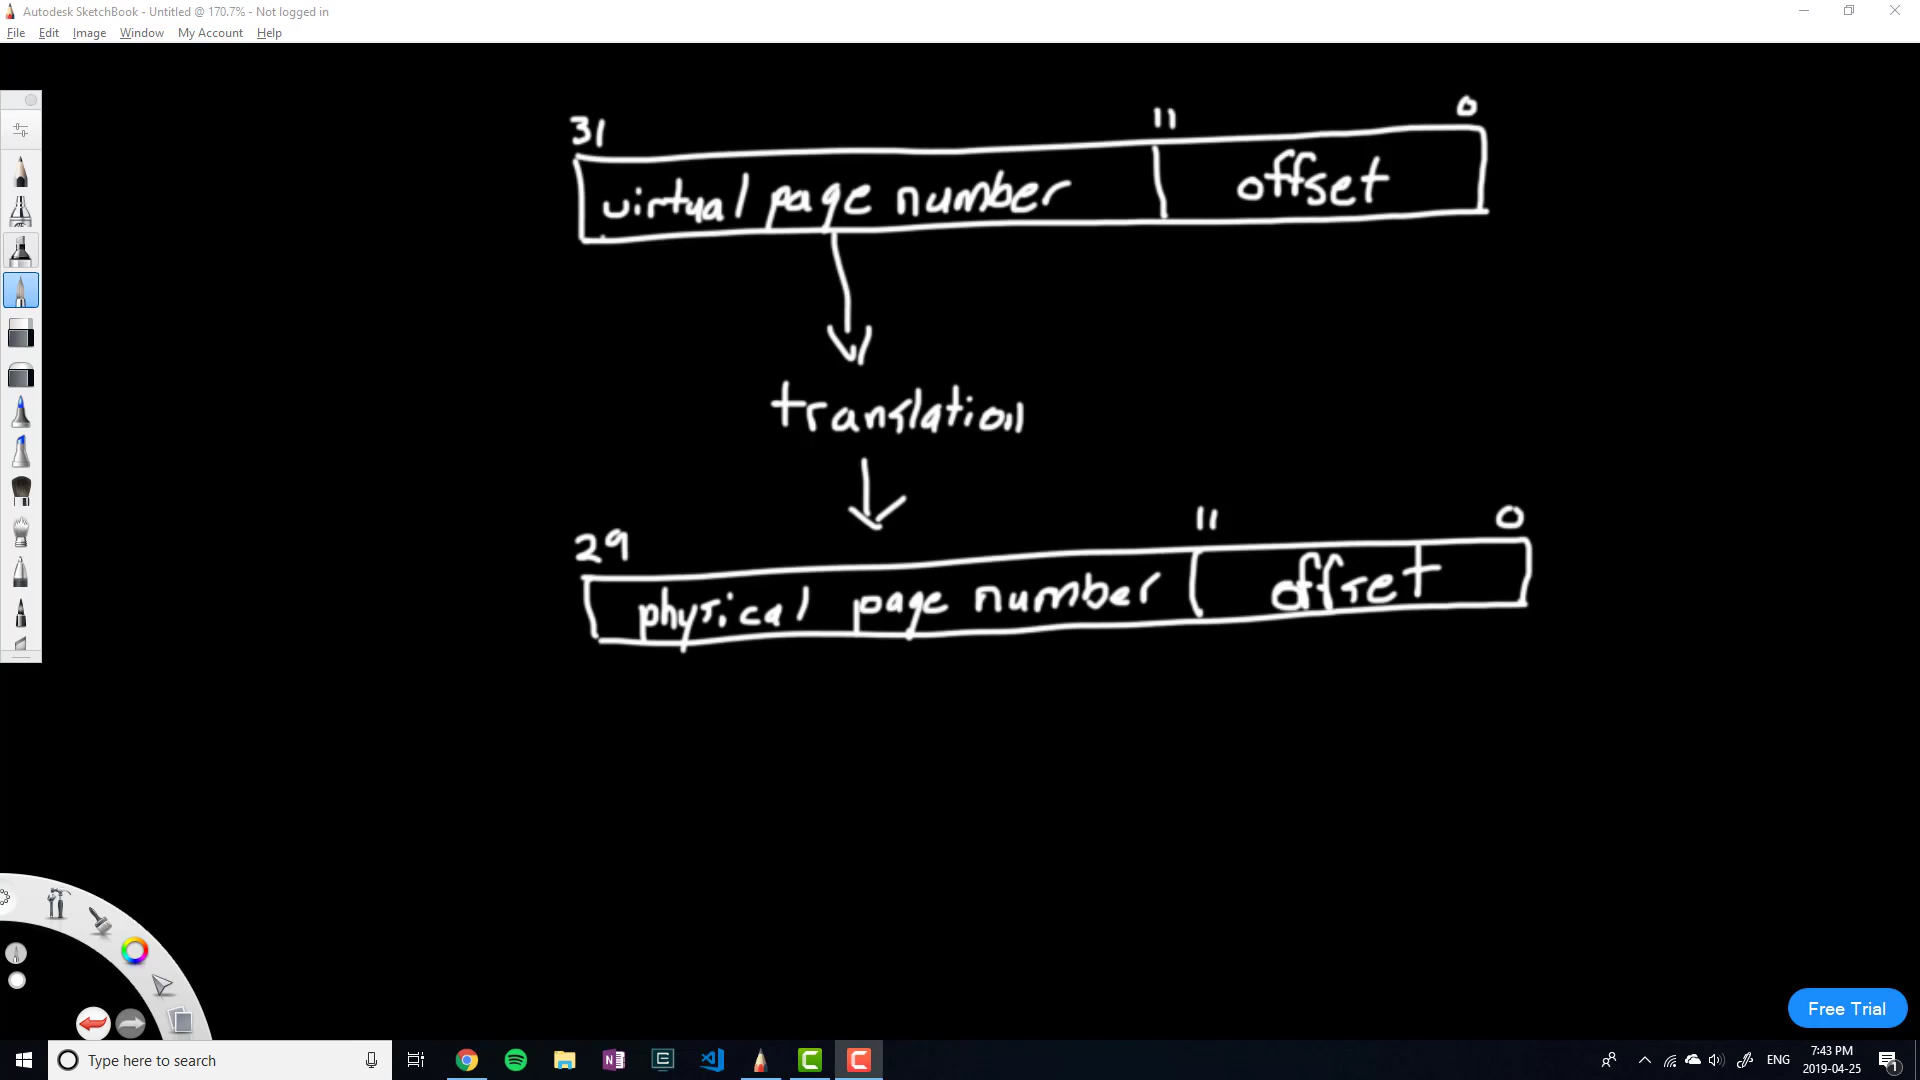 Autodesk SketchBook - Untitled @ 170.7% - Not logged in
File Edit Image Window My Account Help
31 11 0
virtual page number offset
translation
29 11 0
physical page number offset
Free Trial
Type here to search
ENG
7:43 PM
2019-04-25
1